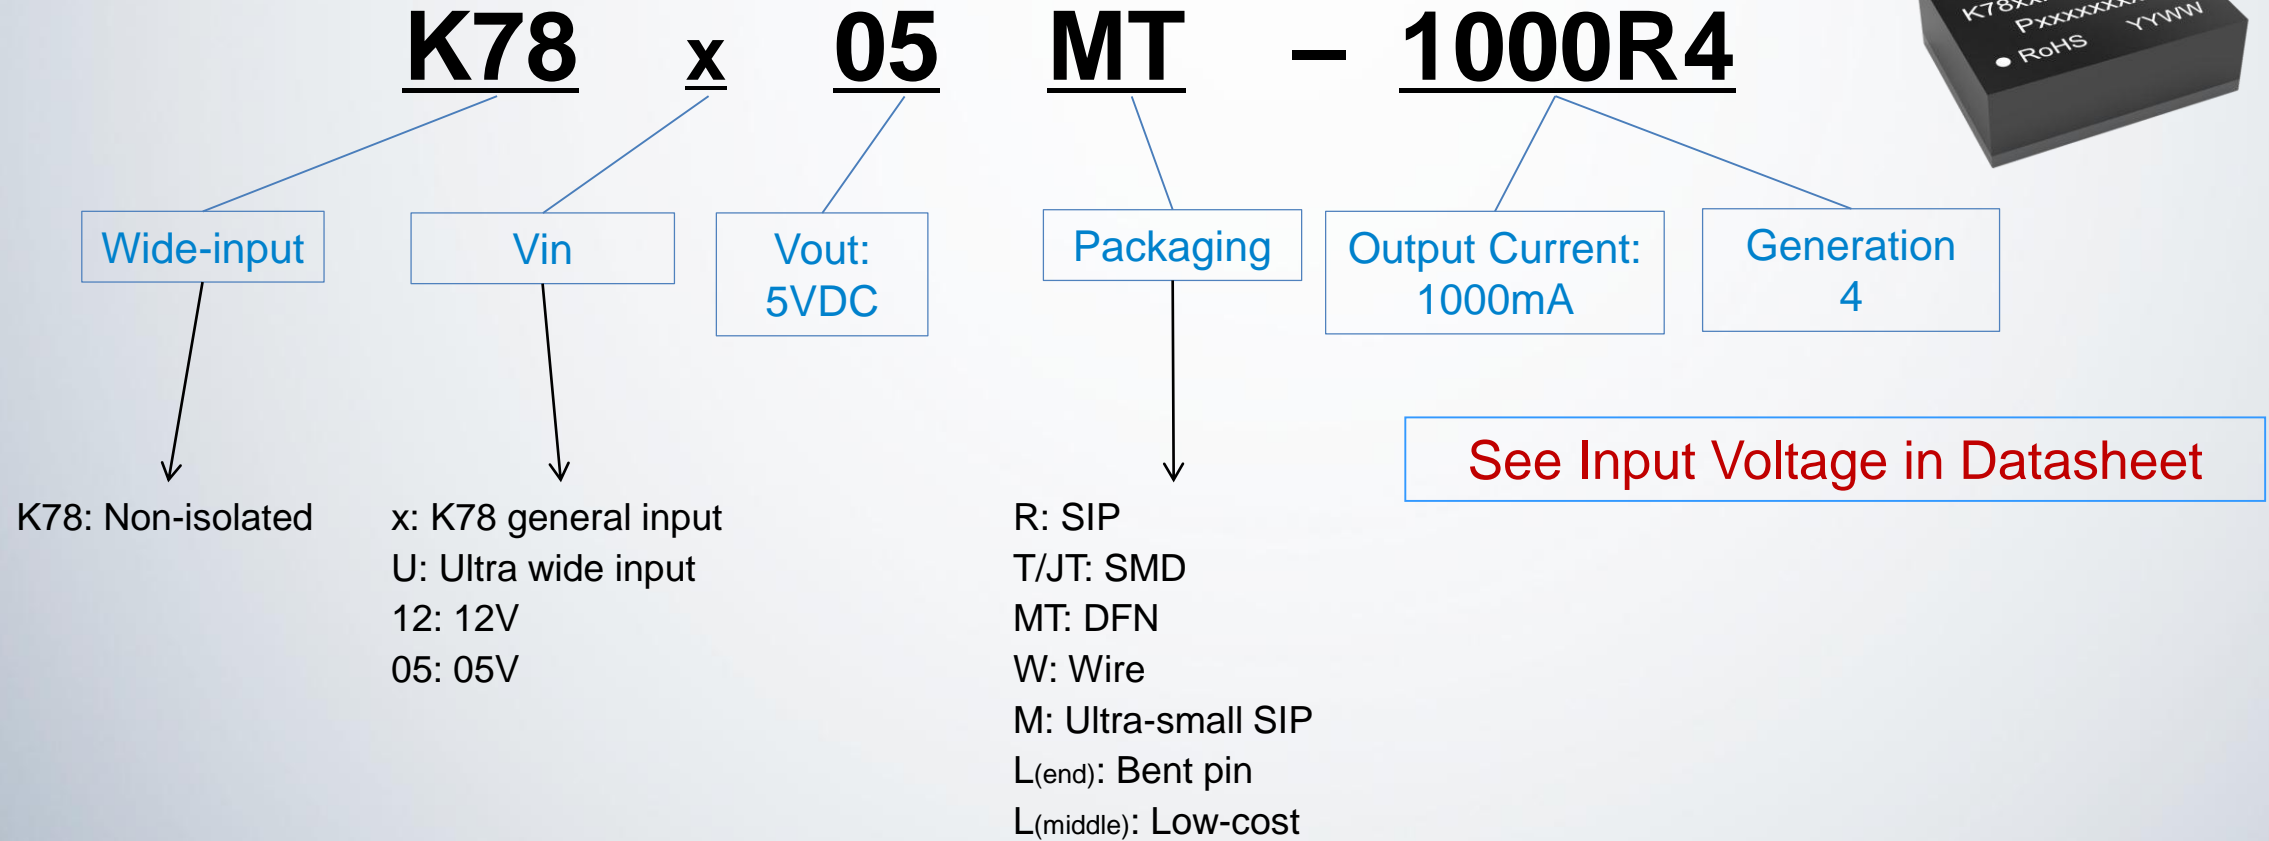 K78 x 05 MT – 1000R4
RoHS YYWW
Wide-input
Vin
Vout:
5VDC
Packaging
Output Current:
1000mA
Generation
4
See Input Voltage in Datasheet
K78: Non-isolated
x: K78 general input
U: Ultra wide input
12: 12V
05: 05V
R: SIP
T/JT: SMD
MT: DFN
W: Wire
M: Ultra-small SIP
L(end): Bent pin
L(middle): Low-cost